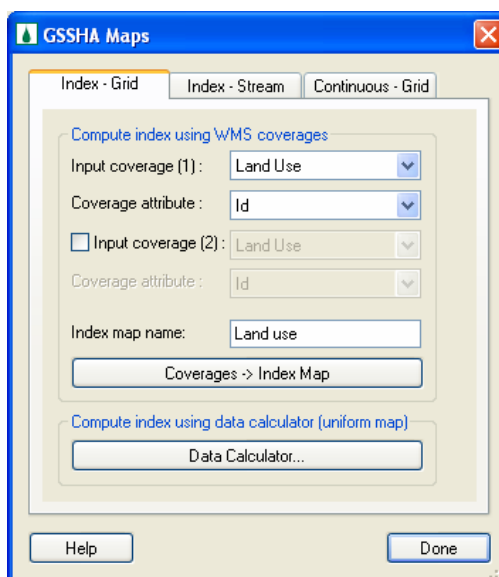 GSSHA Maps
Index - Grid Index - Stream Continuous - Grid
Compute index using WMS coverages
Input coverage (1) : Land Use
Coverage attribute : Id
Input coverage (2) : Land Use
Coverage attribute : Id
Index map name: Land use
Coverages -> Index Map
Compute index using data calculator (uniform map)
Data Calculator...
Help Done